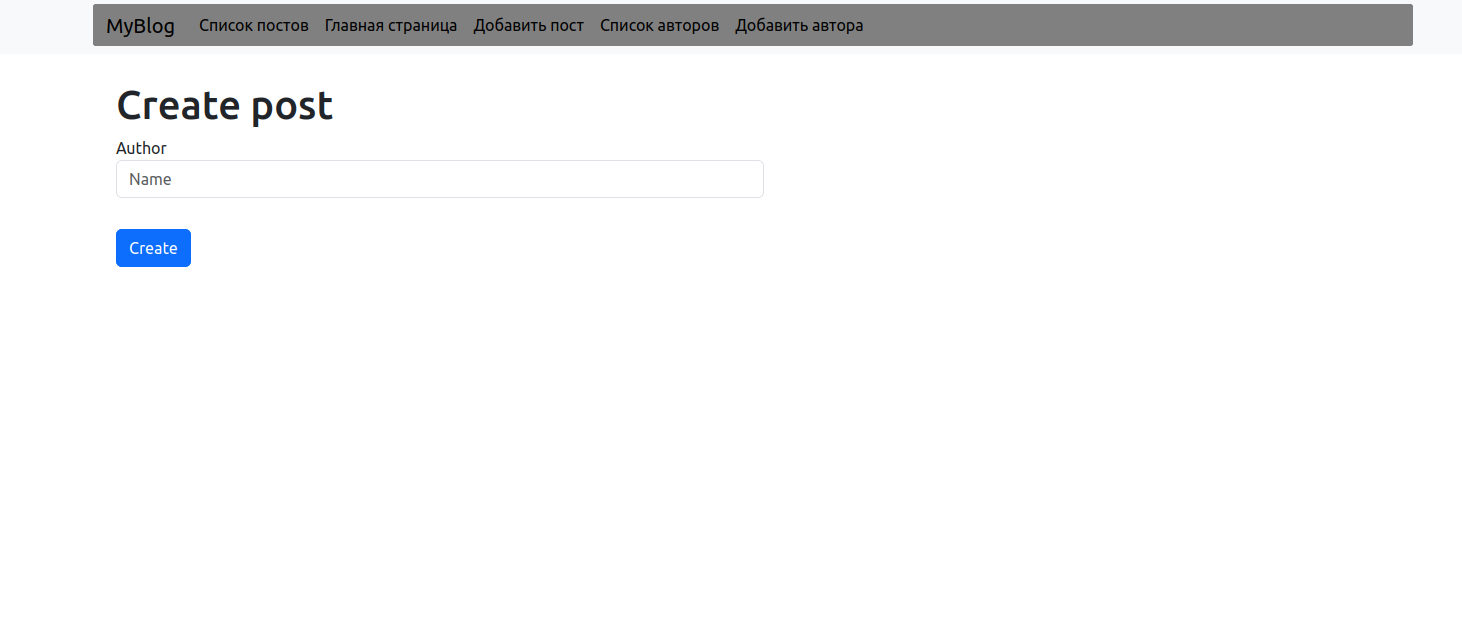 MyBlog Список постов Главная страница Добавить пост Список авторов Добавить автора
Create post
Author
Name
Create